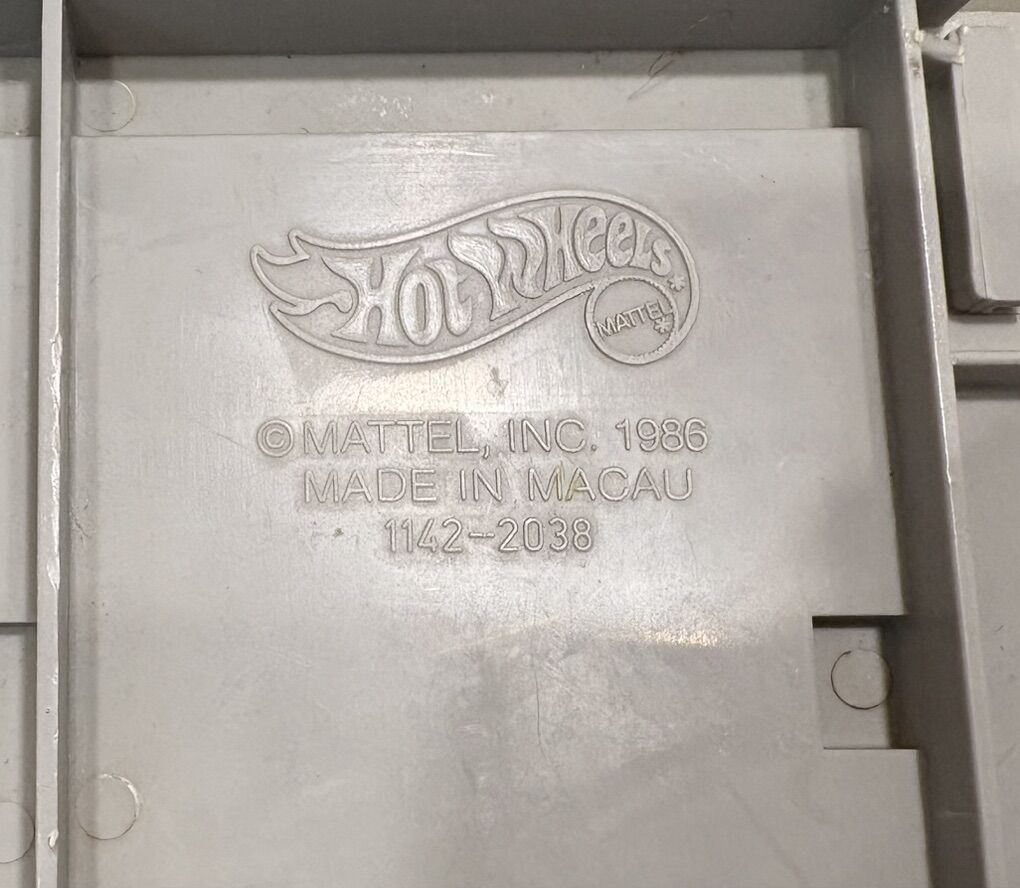 Hot Wheels*
MATTEL*
©MATTEL, INC. 1986
MADE IN MACAU
1142-2038